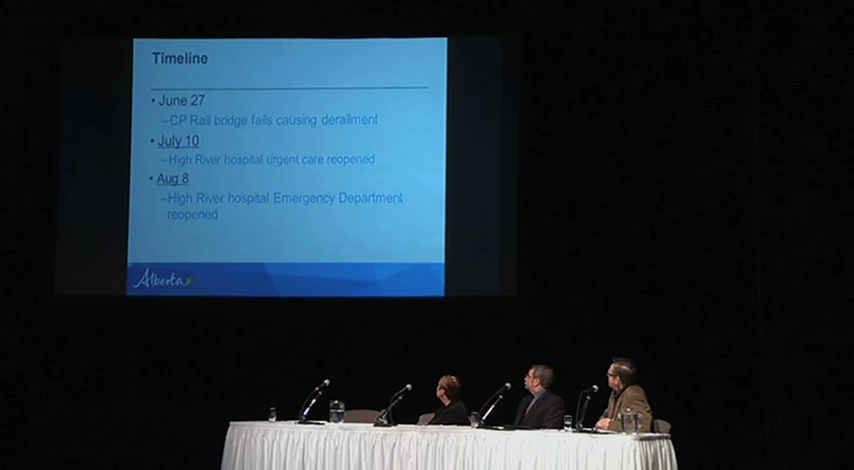 Timeline
• June 27
–CP Rail bridge fails causing derailment
• July 10
–High River hospital urgent care reopened
• Aug 8
–High River hospital Emergency Department
reopened
Alberta